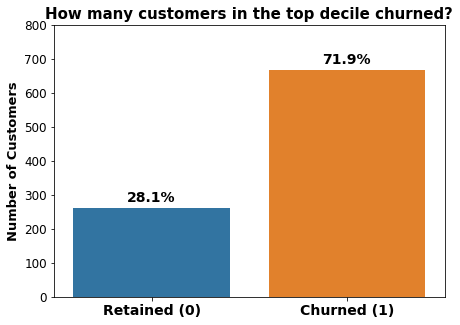 How many customers in the top decile churned?
Number of Customers
800
700
600
500
400
300
200
100
0
28.1%
71.9%
Retained (0)
Churned (1)